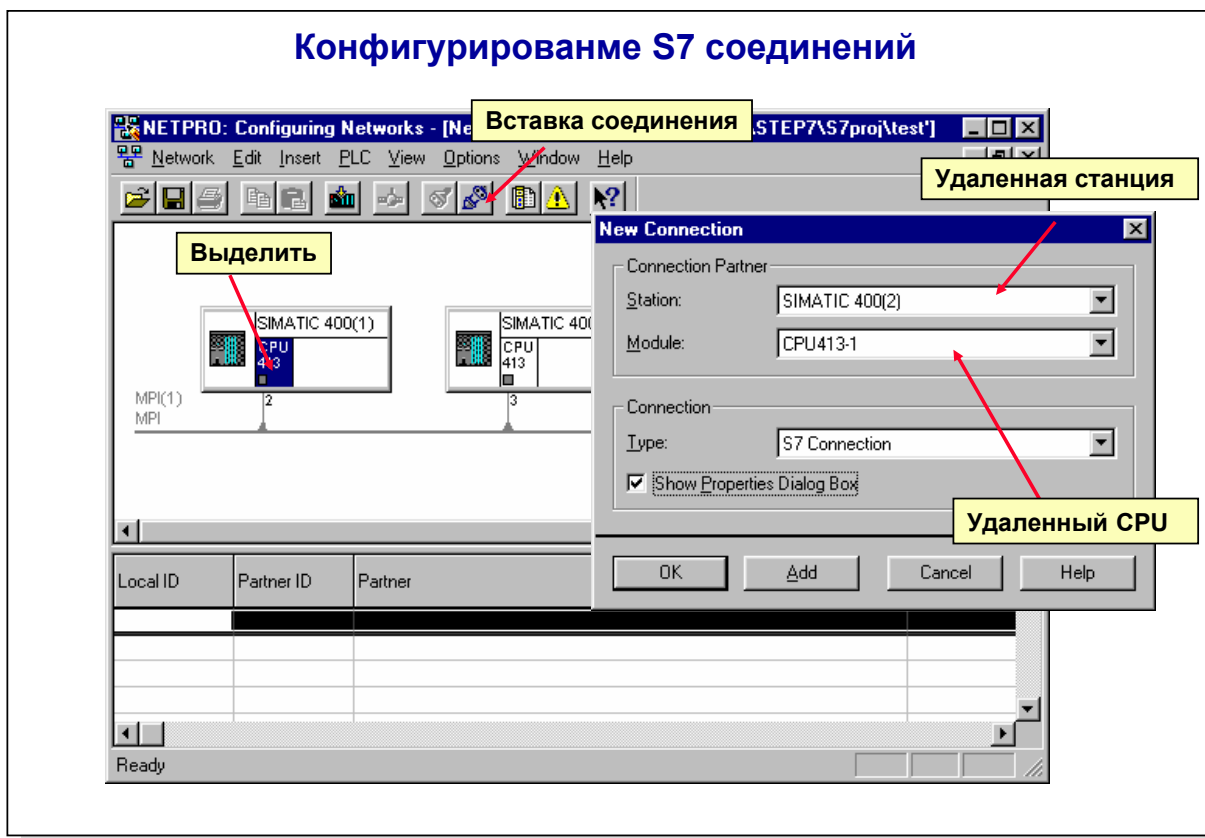 Конфигурированме S7 соединений
NETPRO: Configuring Networks - [Ne
Вставка соединения
\STEP7\S7proj\test']
Network Edit Insert PLC View Options Window Help
Удаленная станция
New Connection
Выделить
Connection Partner
Station: SIMATIC 400(2)
Module: CPU413-1
SIMATIC 400(1)
CPU
413
SIMATIC 400
CPU
413
MPI(1)
MPI
2
3
Connection
Type: S7 Connection
Show Properties Dialog Box
Удаленный CPU
OK Add Cancel Help
Local ID Partner ID Partner
Ready